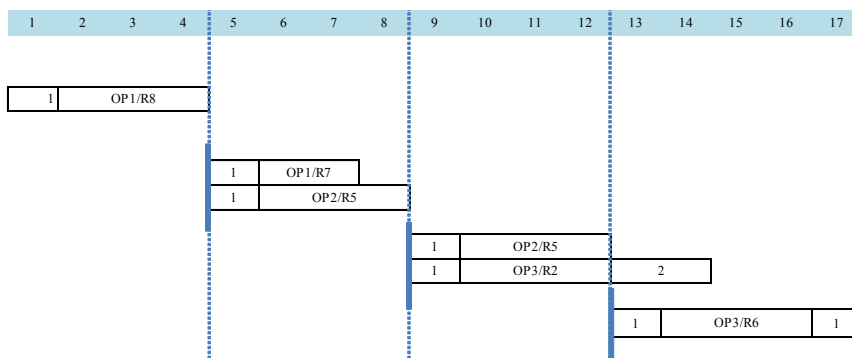 1 2 3 4 5 6 7 8 9 10 11 12 13 14 15 16 17
1 OP1/R8
1 OP1/R7
1 OP2/R5
1 OP2/R5
1 OP3/R2 2
1 OP3/R6 1